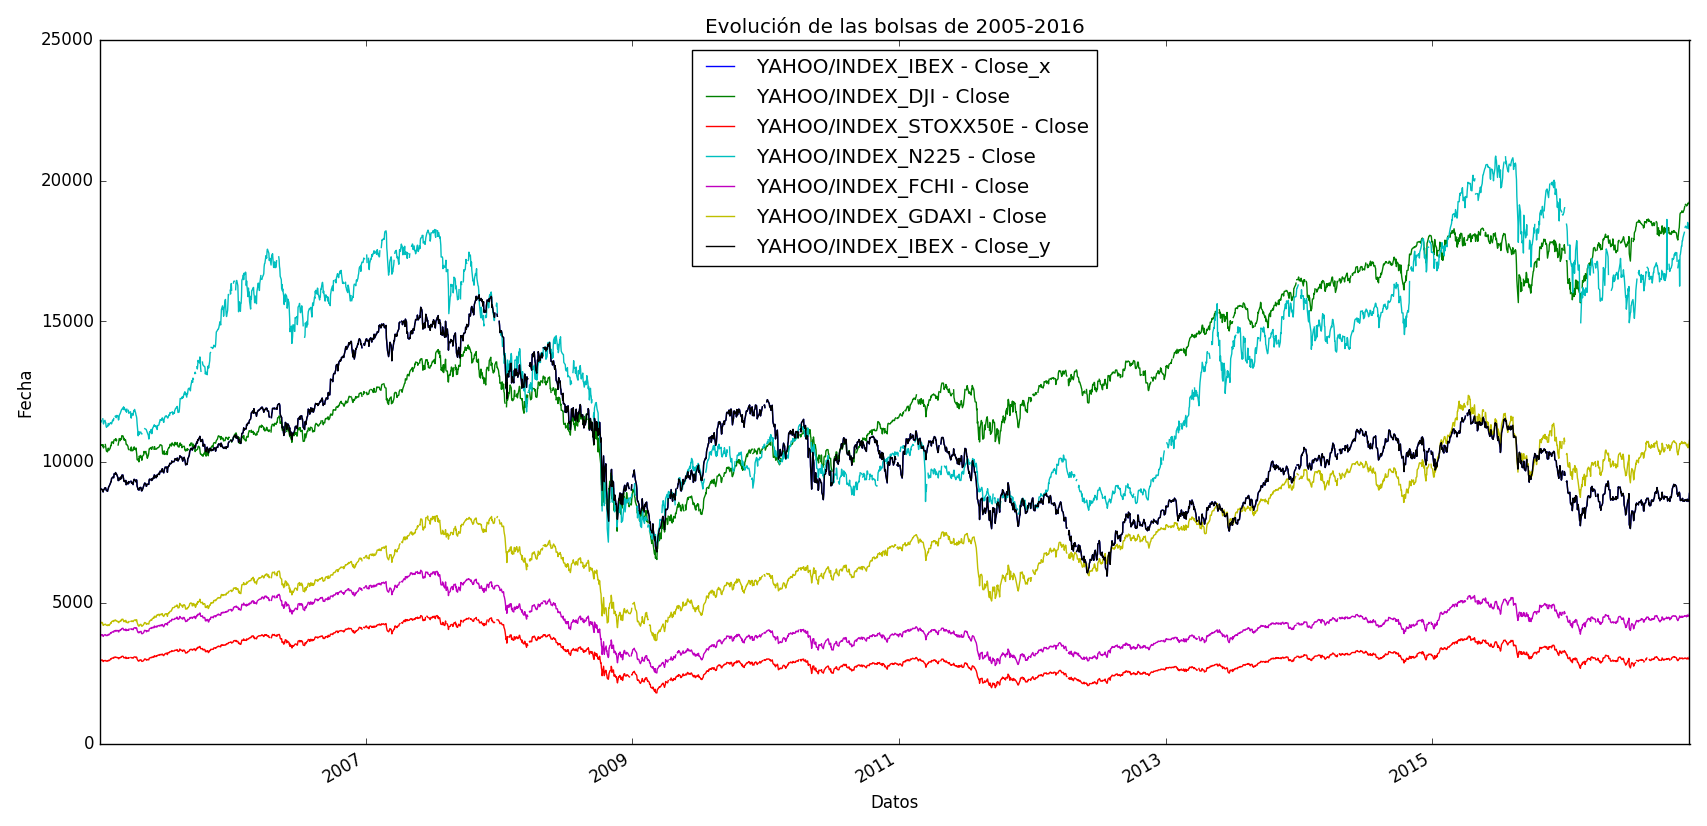 Evolución de las bolsas de 2005-2016
25000
20000
15000
10000
5000
0
Fecha
YAHOO/INDEX_IBEX - Close_x
YAHOO/INDEX_DJI - Close
YAHOO/INDEX_STOXX50E - Close
YAHOO/INDEX_N225 - Close
YAHOO/INDEX_FCHI - Close
YAHOO/INDEX_GDAXI - Close
YAHOO/INDEX_IBEX - Close_y
2007
2009
2011
2013
2015
Datos